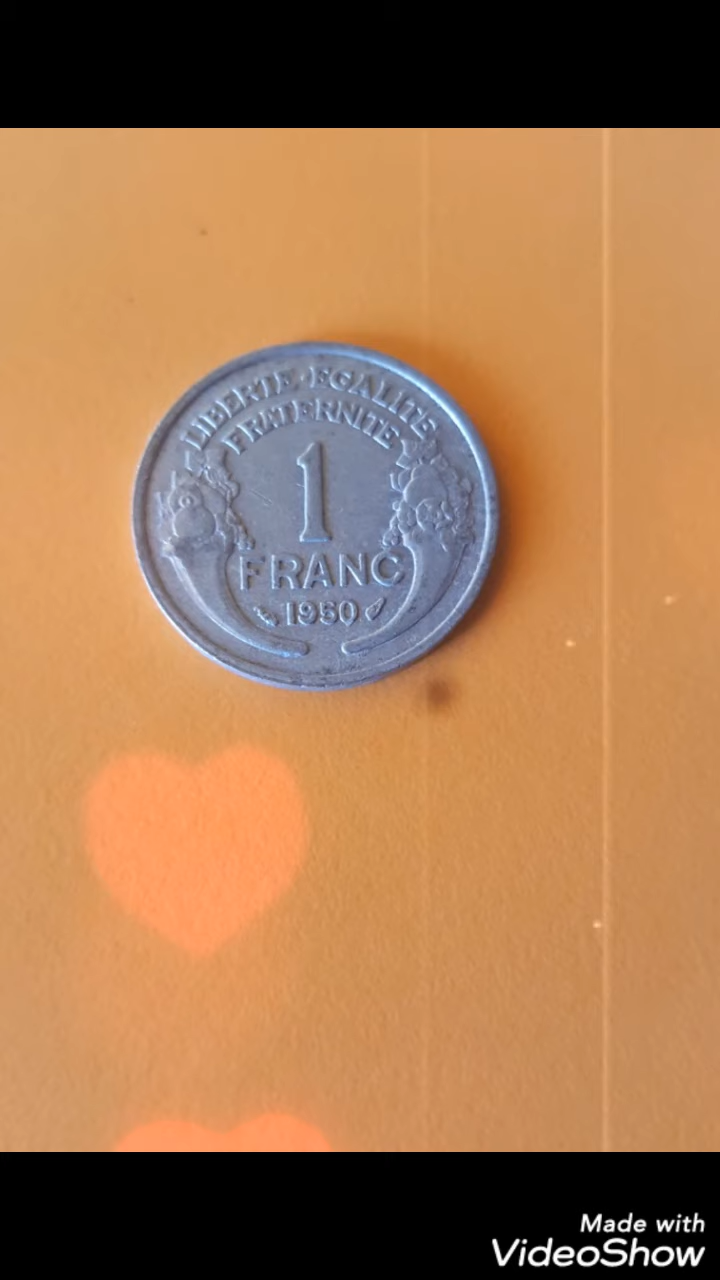 LIBERTE · EGALITE
FRATERNITE
1
FRANC
1950
Made with
VideoShow